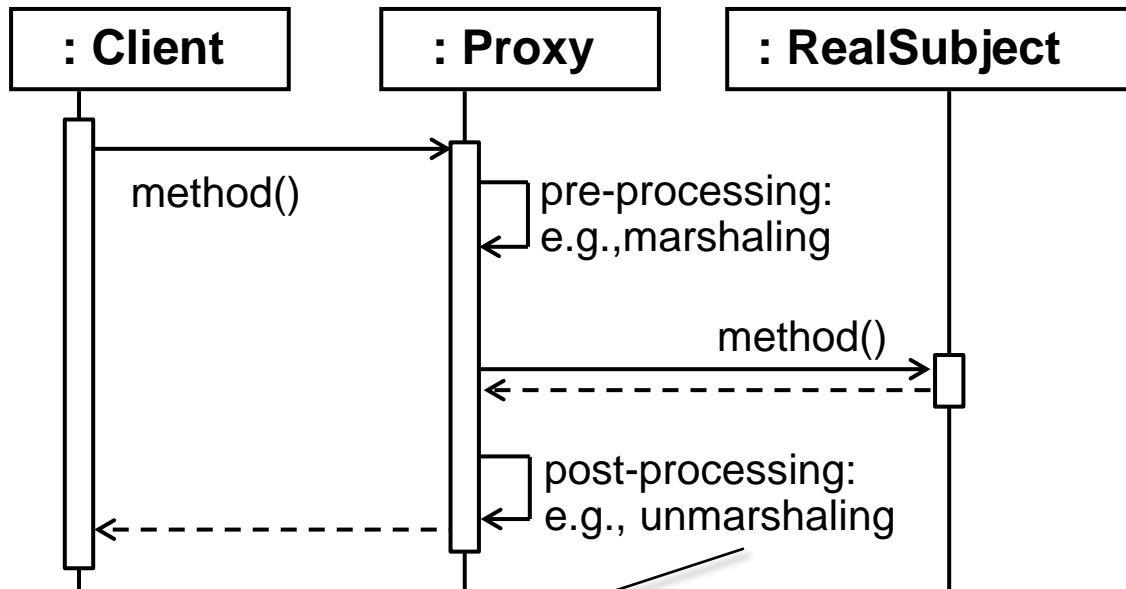 : Client
: Proxy
: RealSubject
method()
pre-processing:
e.g.,marshaling
method()
post-processing:
e.g., unmarshaling